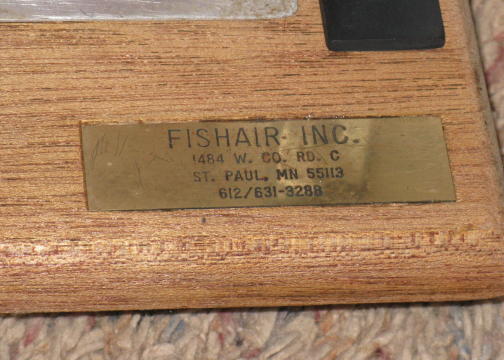 FISHAIR INC.
1484 W. CO. RD. C
ST. PAUL, MN 55113
612/631-3288